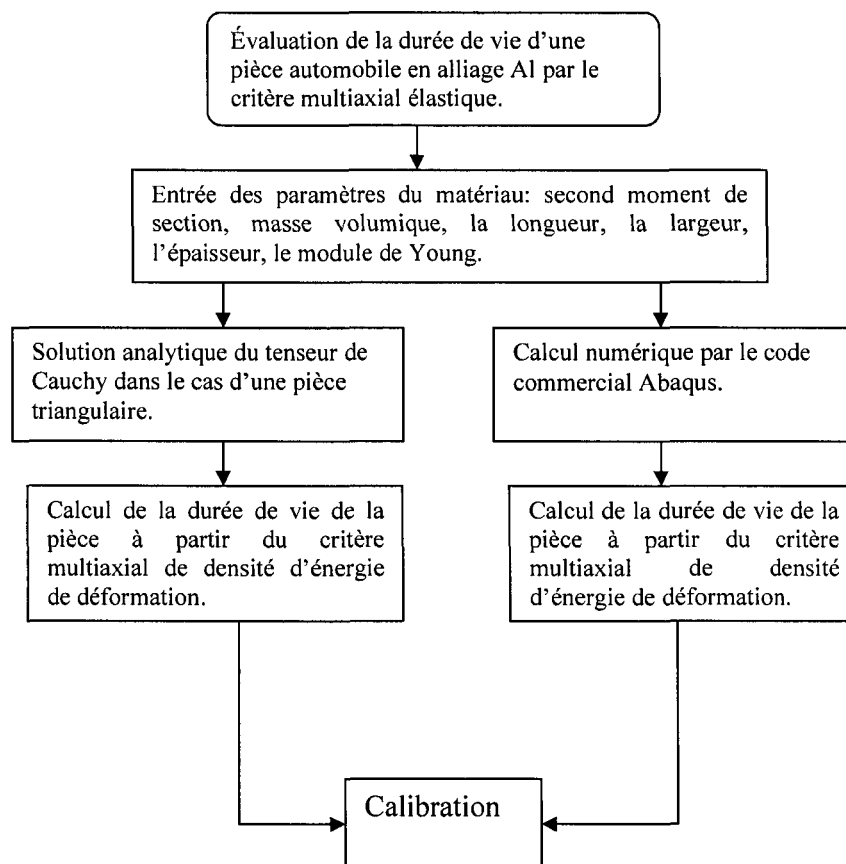 Évaluation de la durée de vie d’une
pièce automobile en alliage Al par le
critère multiaxial élastique.
Entrée des paramètres du matériau: second moment de
section, masse volumique, la longueur, la largeur,
l’épaisseur, le module de Young.
Solution analytique du tenseur de
Cauchy dans le cas d’une pièce
triangulaire.
Calcul numérique par le code
commercial Abaqus.
Calcul de la durée de vie de la
pièce à partir du critère
multiaxial de densité d’énergie
de déformation.
Calcul de la durée de vie de la
pièce à partir du critère
multiaxial de densité
d’énergie de déformation.
Calibration